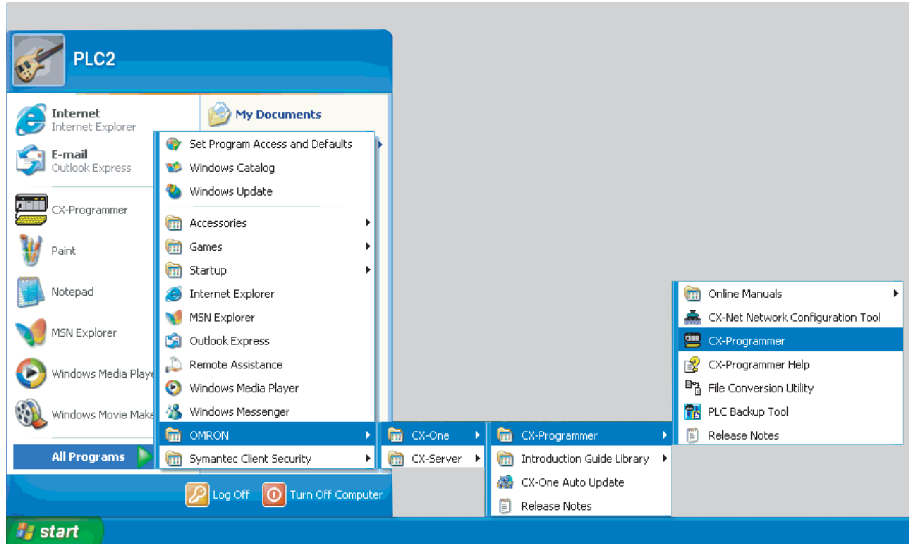 PLC2
Internet
Internet Explorer
E-mail
Outlook Express
CX-Programmer
Paint
Notepad
MSN Explorer
Windows Media Playe
Windows Movie Make
All Programs
My Documents
Set Program Access and Defaults
Windows Catalog
Windows Update
Accessories
Games
Startup
Internet Explorer
MSN Explorer
Outlook Express
Remote Assistance
Windows Media Player
Windows Messenger
OMRON
Symantec Client Security
CX-One
CX-Server
CX-Programmer
Introduction Guide Library
CX-One Auto Update
Release Notes
Online Manuals
CX-Net Network Configuration Tool
CX-Programmer
CX-Programmer Help
File Conversion Utility
PLC Backup Tool
Release Notes
Log Off
Turn Off Computer
start